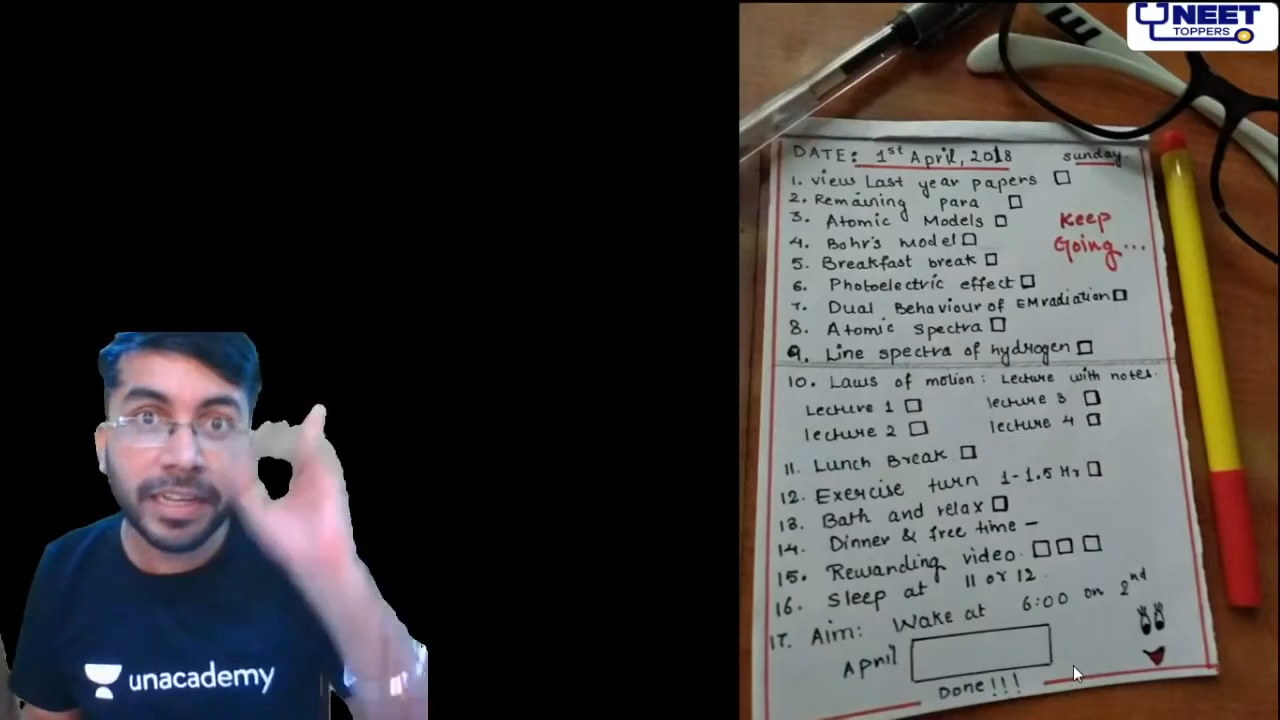 NEET
TOPPERS
DATE: 1st April, 2018 sunday.
1. View Last year papers
2. Remaining para
3. Atomic Models
Keep
4. Bohr's model
Going...
5. Breakfast break
6. Photoelectric effect
7. Dual Behaviour of EM radiation
8. Atomic Spectra
9. Line spectra of hydrogen
10. Laws of motion: Lecture with notes.
Lecture 1 lecture 3
lecture 2 lecture 4
11. Lunch Break
12. Exercise turn 1-1.5 Hr
13. Bath and relax
14. Dinner & free time -
15. Rewanding video.
16. Sleep at 11 or 12.
17. Aim: Wake at 6:00 on 2nd
April
Done!!!
unacademy